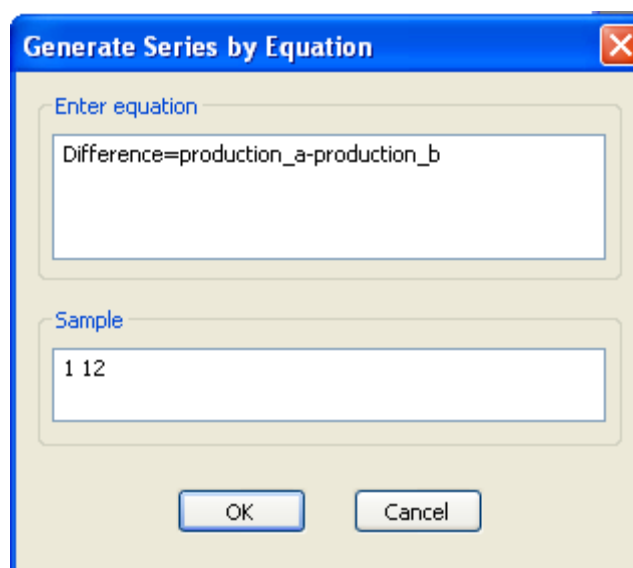 Generate Series by Equation
Enter equation
Difference=production_a-production_b
Sample
1 12
OK
Cancel